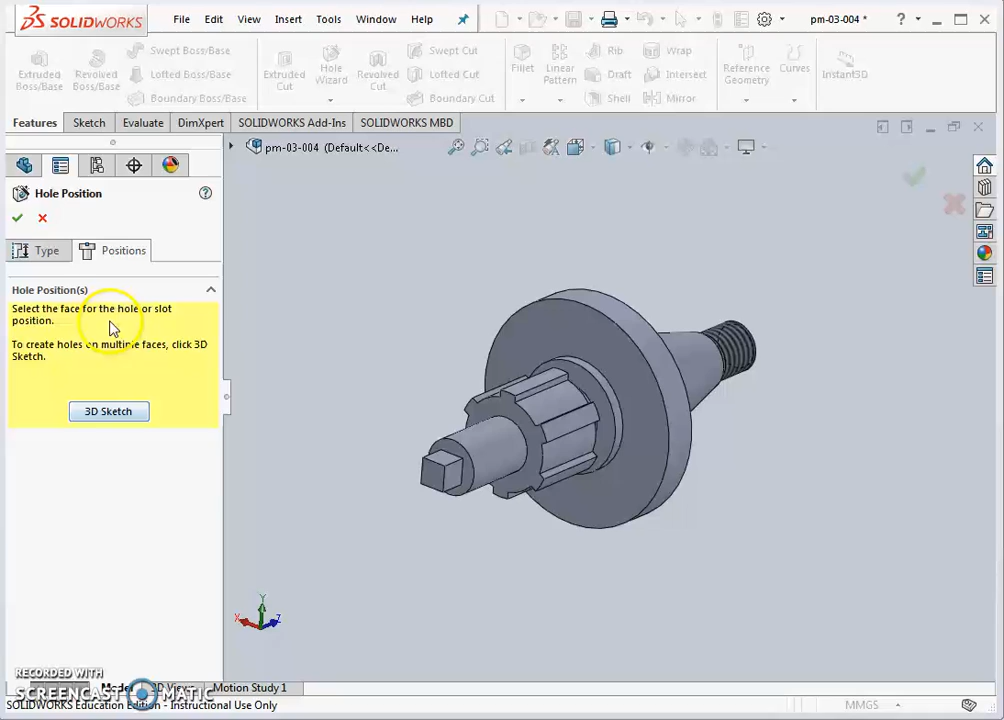 SOLIDWORKS
File Edit View Insert Tools Window Help
pm-03-004 *
Extruded Boss/Base
Revolved Boss/Base
Swept Boss/Base
Lofted Boss/Base
Boundary Boss/Base
Extruded Cut
Hole Wizard
Revolved Cut
Swept Cut
Lofted Cut
Boundary Cut
Fillet
Linear Pattern
Rib
Draft
Shell
Wrap
Intersect
Mirror
Reference Geometry
Curves
Instant3D
Features Sketch Evaluate DimXpert SOLIDWORKS Add-Ins SOLIDWORKS MBD
pm-03-004 (Default<<De...
Hole Position
Type Positions
Hole Position(s)
Select the face for the hole or slot
position.
To create holes on multiple faces, click 3D
Sketch.
3D Sketch
Y
X
Z
RECORDED WITH
SCREENCAST MATIC
Model 3D Views Motion Study 1
SOLIDWORKS Education Edition - Instructional Use Only
MMGS